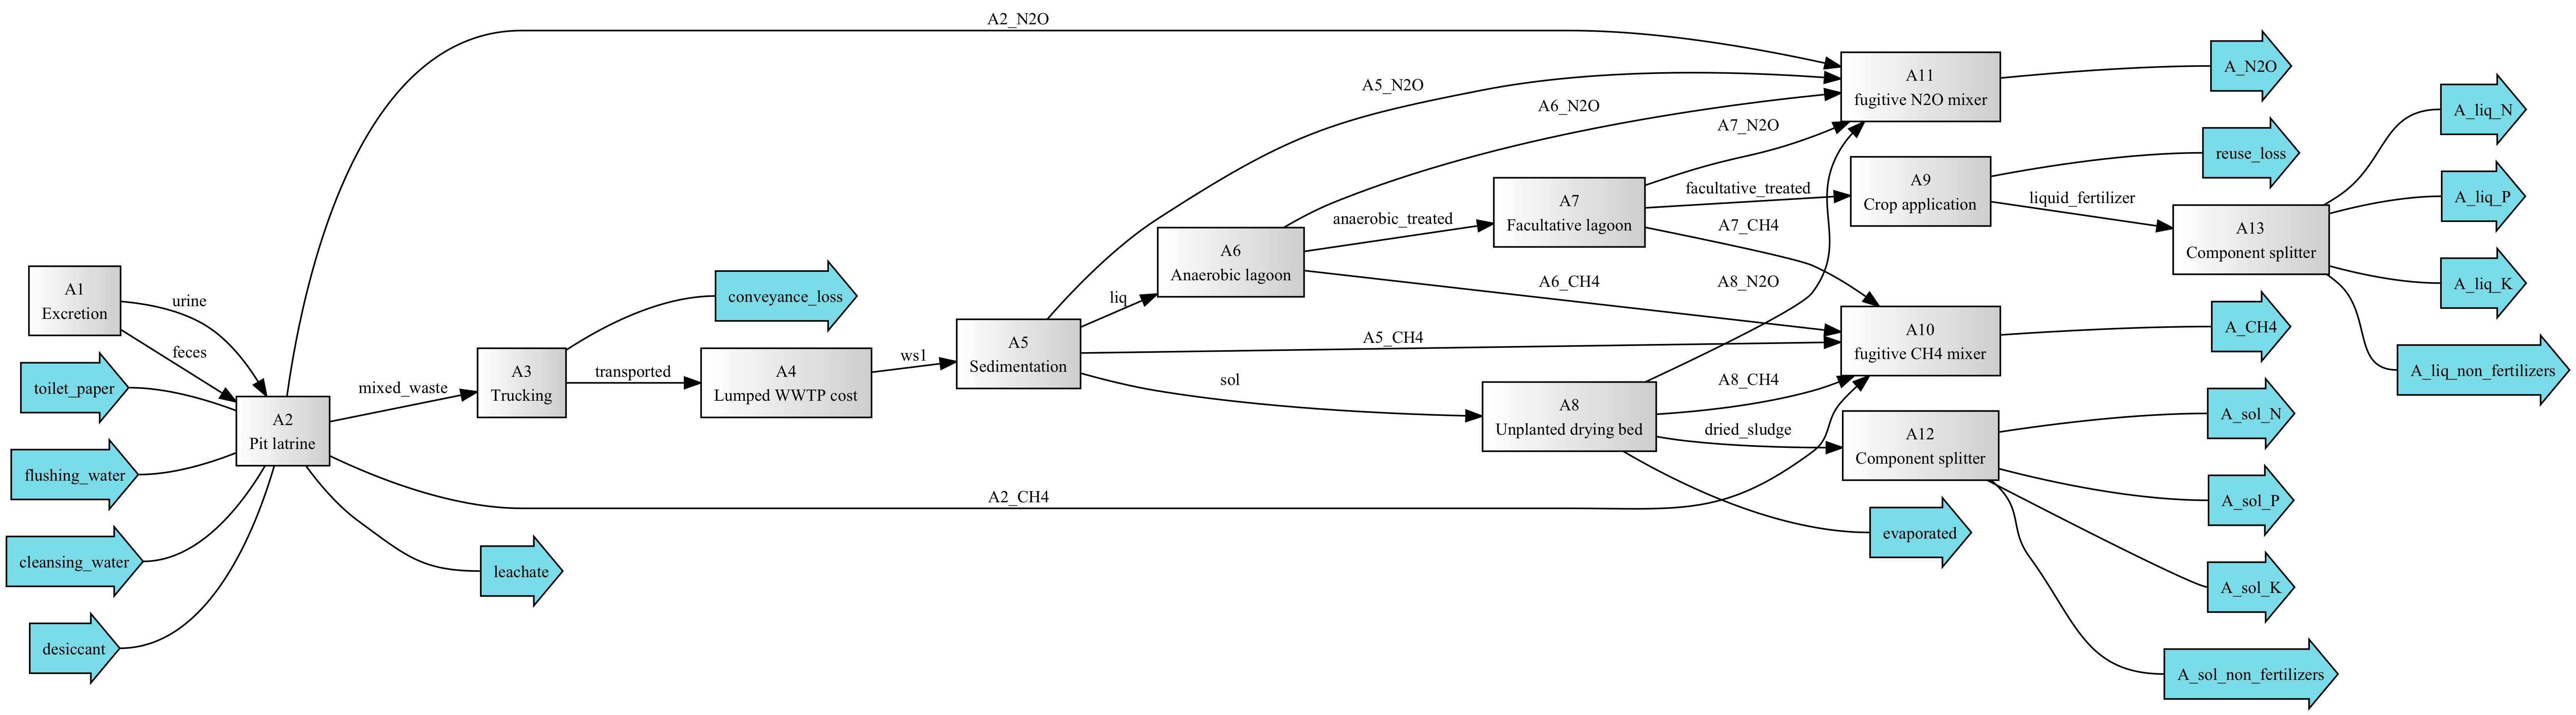 A1
Excretion
urine
feces
toilet_paper
flushing_water
cleansing_water
desiccant
A2
Pit latrine
A2_N2O
mixed_waste
A2_CH4
leachate
A3
Trucking
conveyance_loss
transported
A4
Lumped WWTP cost
ws1
A5
Sedimentation
A5_N2O
liq
A5_CH4
sol
A6
Anaerobic lagoon
A6_N2O
anaerobic_treated
A6_CH4
A7
Facultative lagoon
A7_N2O
facultative_treated
A7_CH4
A8
Unplanted drying bed
A8_N2O
A8_CH4
dried_sludge
evaporated
A11
fugitive N2O mixer
A_N2O
A9
Crop application
reuse_loss
liquid_fertilizer
A10
fugitive CH4 mixer
A_CH4
A12
Component splitter
A_sol_N
A_sol_P
A_sol_K
A_sol_non_fertilizers
A13
Component splitter
A_liq_N
A_liq_P
A_liq_K
A_liq_non_fertilizers